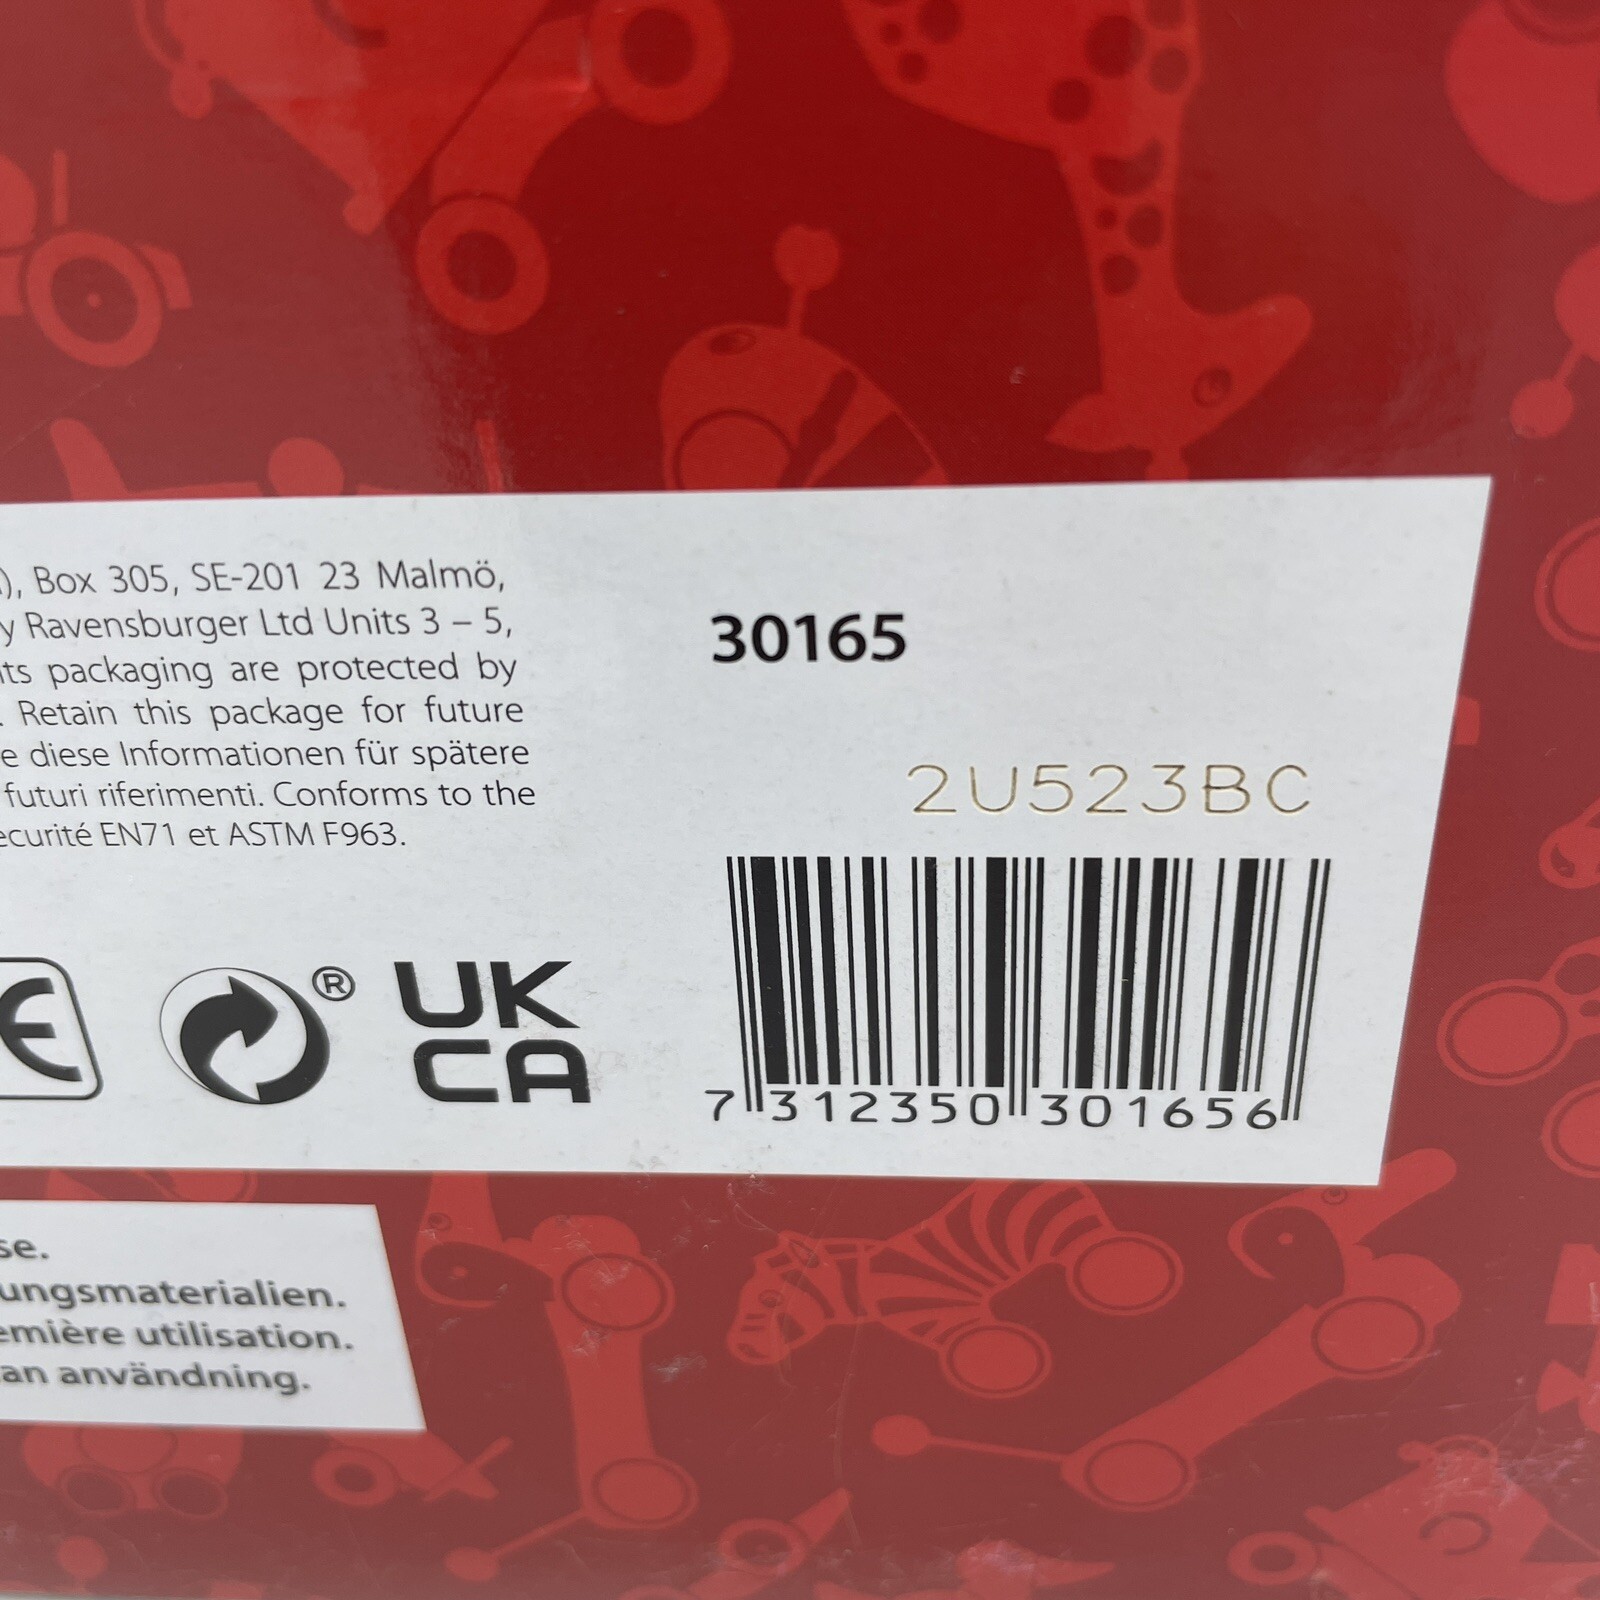 ), Box 305, SE-201 23 Malmö,
y Ravensburger Ltd Units 3 – 5,
its packaging are protected by
. Retain this package for future
e diese Informationen für spätere
futuri riferimenti. Conforms to the
ecurité EN71 et ASTM F963.
30165
2U523BC
CE
®
UK
CA
7 312350 301656
se.
ungsmaterialien.
emière utilisation.
an användning.